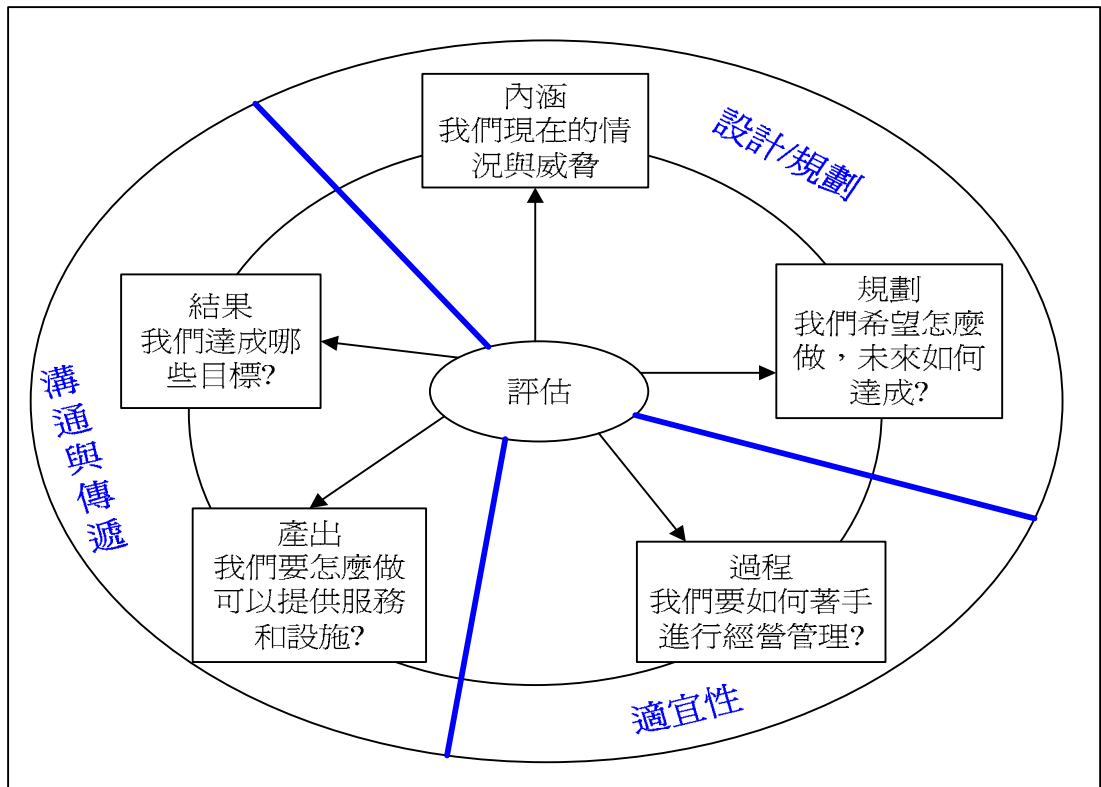 內涵
我們現在的情
況與威脅
設計/規劃
規劃
我們希望怎麼
做，未來如何
達成?
結果
我們達成哪
些目標?
評估
溝通與傳遞
產出
我們要怎麼做
可以提供服務
和設施?
過程
我們要如何著手
進行經營管理?
適宜性